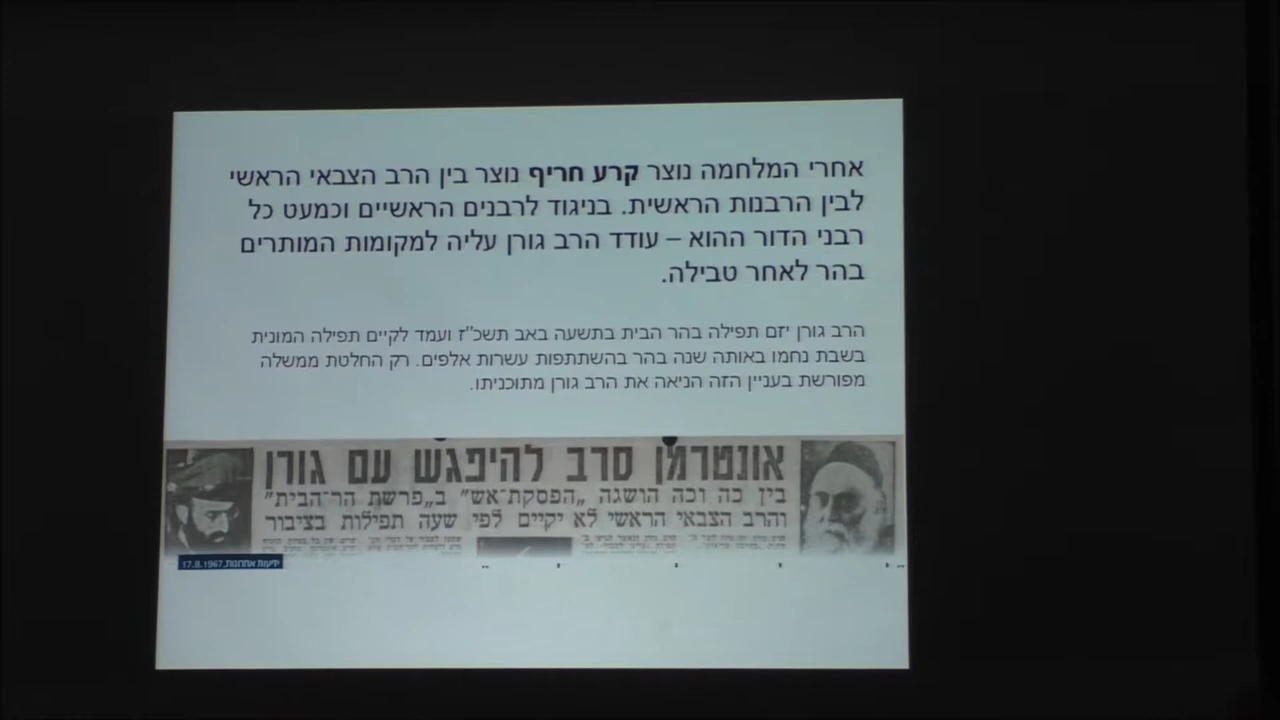 אחרי המלחמה נוצר קרע חריף נוצר בין הרב הצבאי הראשי
לבין הרבנות הראשית. בניגוד לרבנים הראשיים וכמעט כל
רבני הדור ההוא – עודד הרב גורן עליה למקומות המותרים
בהר לאחר טבילה.
הרב גורן יזם תפילה בהר הבית בתשעה באב תשכ"ז ועמד לקיים תפילה המונית
בשבת נחמו באותה שנה בהר בהשתתפות עשרות אלפים. רק החלטת ממשלה
מפורשת בעניין הזה הניאה את הרב גורן מתוכניתו.
אונטרמן סרב להיפגש עם גורן
בין כה וכה הושגה „הפסקת־אש" ב„פרשת הר־הבית"
והרב הצבאי הראשי לא יקיים לפי שעה תפילות בציבור
ידיעות אחרונות, 17.8.1967